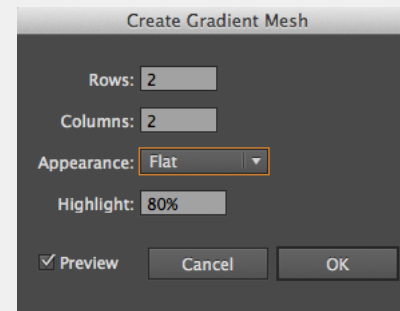 Create Gradient Mesh
Rows: 2
Columns: 2
Appearance: Flat
Highlight: 80%
Preview Cancel OK